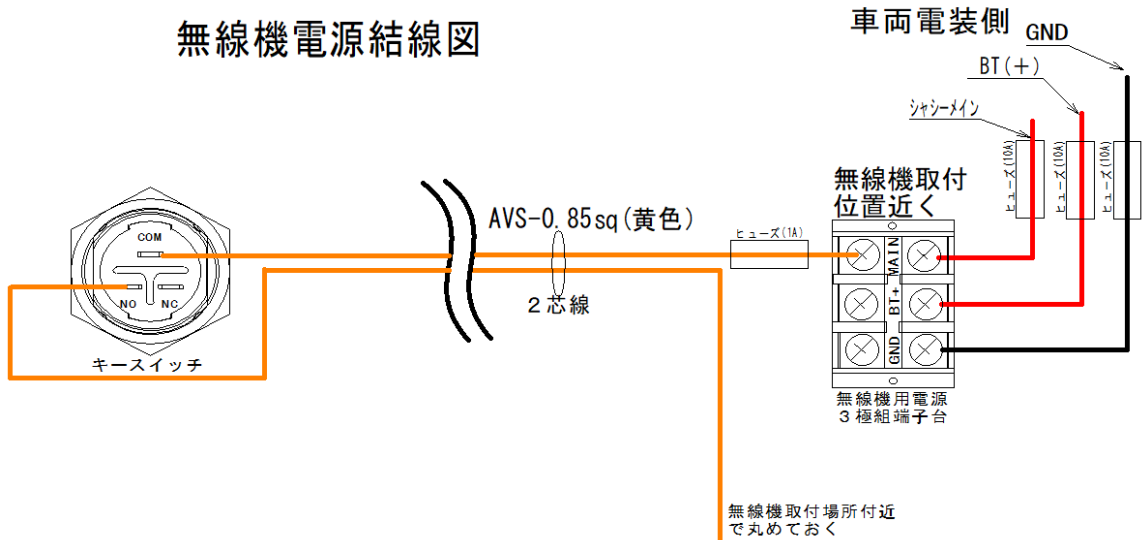 無線機電源結線図
車両電装側
GND
BT(+)
シャシーメイン
ヒューズ(10A)
ヒューズ(10A)
ヒューズ(10A)
無線機取付
位置近く
AVS-0.85sq(黄色)
ヒューズ(1A)
2芯線
COM
NO
NC
キースイッチ
MAIN
BT+
GND
無線機用電源
3極組端子台
無線機取付場所付近
で丸めておく